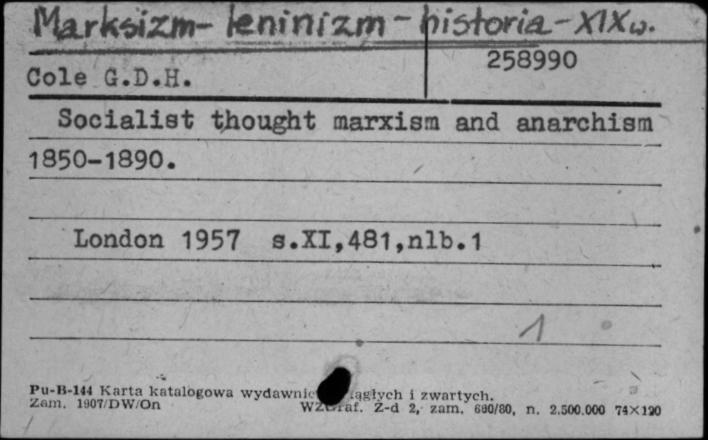 Marksizm-leninizm-historia-XIXw.
258990
Cole G.D.H.
Socialist thought marxism and anarchism
1850-1890.
London 1957 s.XI,481,nlb.1
1
Pu-B-144 Karta katalogowa i zwartych.
Zam. 1907/DW/On Z-d 2, zam. 690/80, n. 2.500.000 74×120